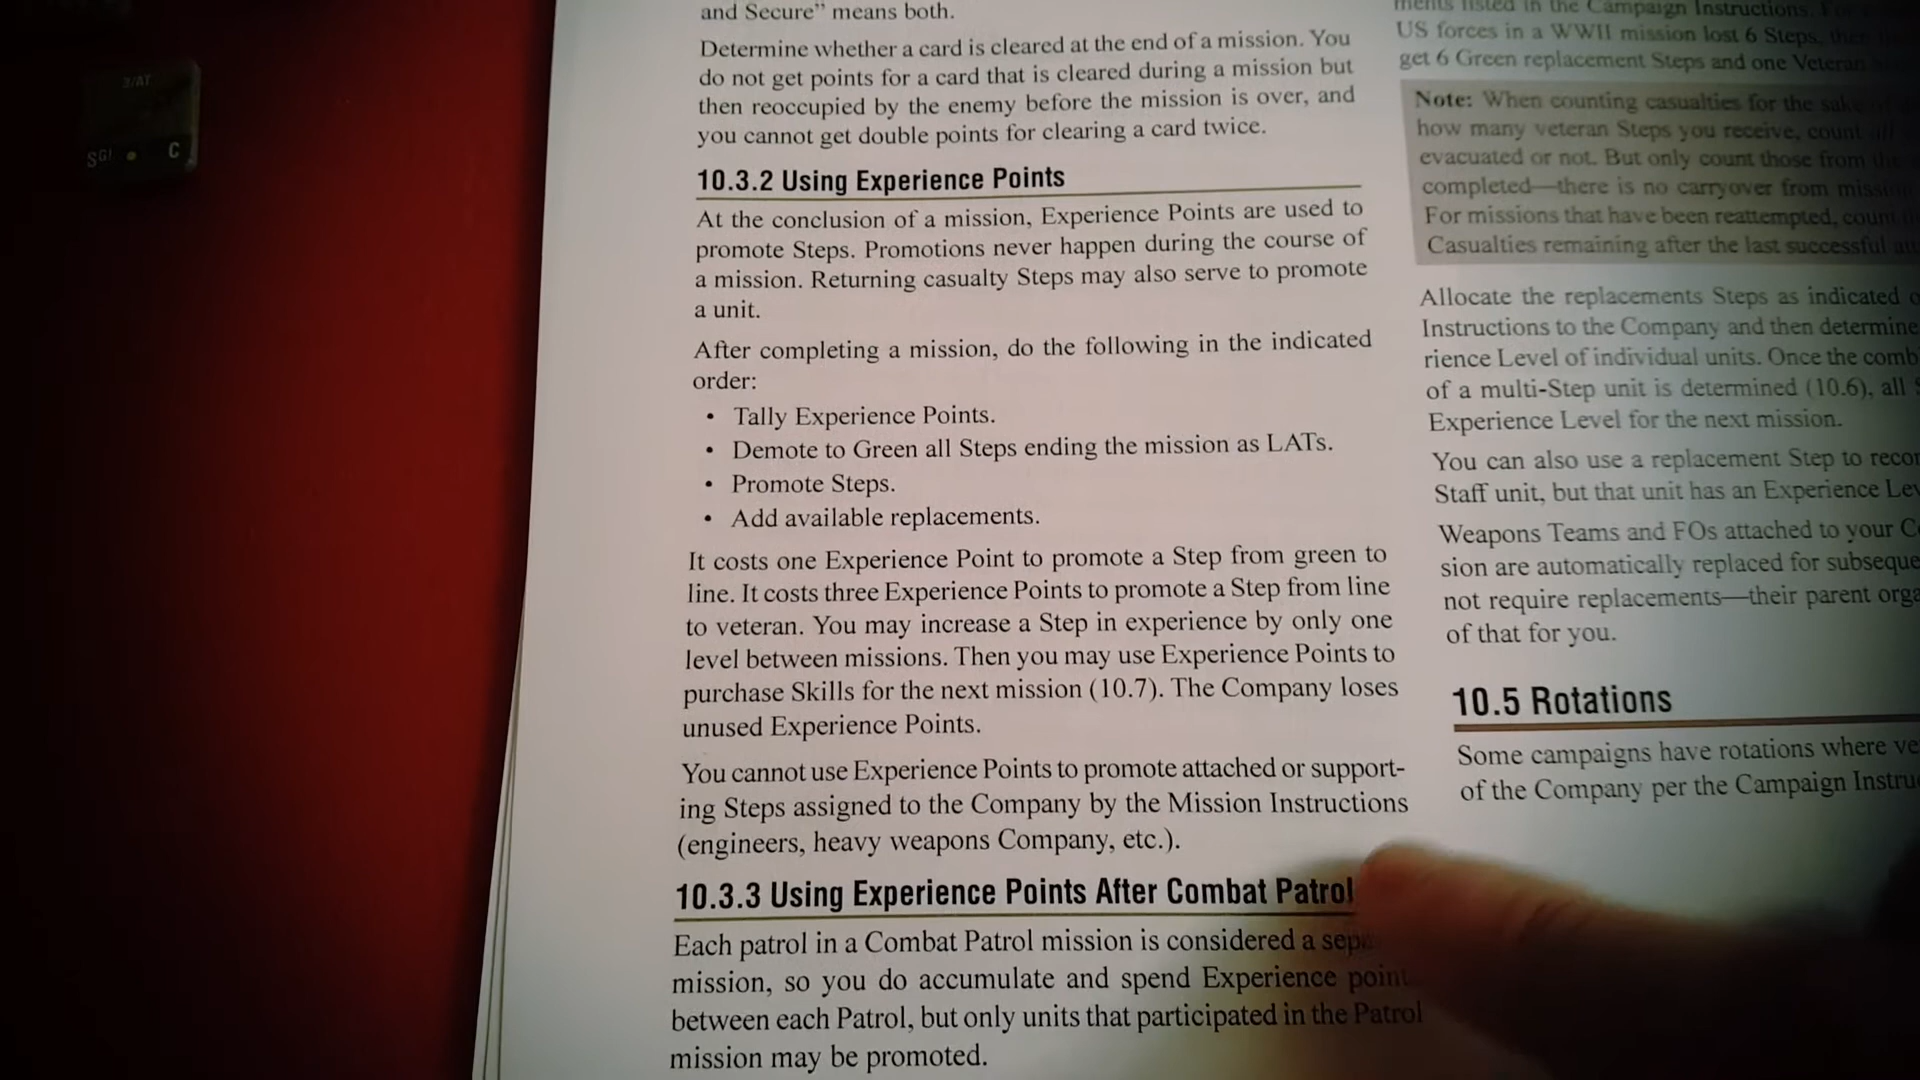 2/AT
SGT
C
and Secure” means both.
Determine whether a card is cleared at the end of a mission. You
do not get points for a card that is cleared during a mission but
then reoccupied by the enemy before the mission is over, and
you cannot get double points for clearing a card twice.
10.3.2 Using Experience Points
At the conclusion of a mission, Experience Points are used to
promote Steps. Promotions never happen during the course of
a mission. Returning casualty Steps may also serve to promote
a unit.
After completing a mission, do the following in the indicated
order:
• Tally Experience Points.
• Demote to Green all Steps ending the mission as LATs.
• Promote Steps.
• Add available replacements.
It costs one Experience Point to promote a Step from green to
line. It costs three Experience Points to promote a Step from line
to veteran. You may increase a Step in experience by only one
level between missions. Then you may use Experience Points to
purchase Skills for the next mission (10.7). The Company loses
unused Experience Points.
You cannot use Experience Points to promote attached or support-
ing Steps assigned to the Company by the Mission Instructions
(engineers, heavy weapons Company, etc.).
10.3.3 Using Experience Points After Combat Patrol
Each patrol in a Combat Patrol mission is considered a
mission, so you do accumulate and spend Experience
between each Patrol, but only units that participated in the Patrol
mission may be promoted.
ments listed in the Campaign Instructions.
US forces in a WWII mission lost 6 Steps,
get 6 Green replacement Steps and one Veteran
Note: When counting casualties for the
how many veteran Steps you receive, count
evacuated or not. But only count those from
completed—there is no carryover from
For missions that have been reattempted, count
Casualties remaining after the last successful
Allocate the replacements Steps as indicated
Instructions to the Company and then determine
rience Level of individual units. Once the
of a multi-Step unit is determined (10.6), all
Experience Level for the next mission.
You can also use a replacement Step to
Staff unit, but that unit has an Experience
Weapons Teams and FOs attached to your
sion are automatically replaced for
not require replacements—their parent
of that for you.
10.5 Rotations
Some campaigns have rotations where
of the Company per the Campaign